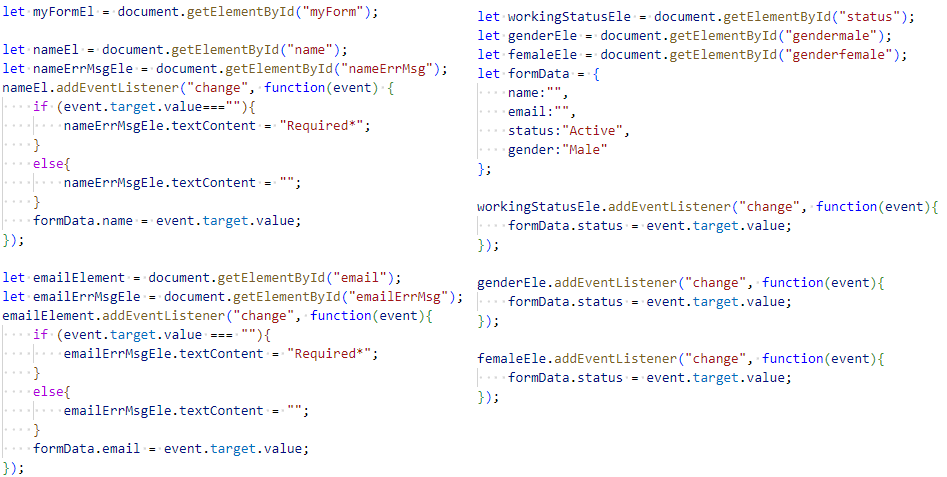 let myFormEl = document.getElementById("myForm");

let nameEl = document.getElementById("name");
let nameErrMsgEle = document.getElementById("nameErrMsg");
nameEl.addEventListener("change", function(event) {
    if (event.target.value===""){
        nameErrMsgEle.textContent = "Required*";
    }
    else{
        nameErrMsgEle.textContent = "";
    }
    formData.name = event.target.value;
});

let emailElement = document.getElementById("email");
let emailErrMsgEle = document.getElementById("emailErrMsg");
emailElement.addEventListener("change", function(event){
    if (event.target.value === ""){
        emailErrMsgEle.textContent = "Required*";
    }
    else{
        emailErrMsgEle.textContent = "";
    }
    formData.email = event.target.value;
});

let workingStatusEle = document.getElementById("status");
let genderEle = document.getElementById("gendermale");
let femaleEle = document.getElementById("genderfemale");
let formData = {
    name:"",
    email:"",
    status:"Active",
    gender:"Male"
};

workingStatusEle.addEventListener("change", function(event){
    formData.status = event.target.value;
});

genderEle.addEventListener("change", function(event){
    formData.status = event.target.value;
});

femaleEle.addEventListener("change", function(event){
    formData.status = event.target.value;
});